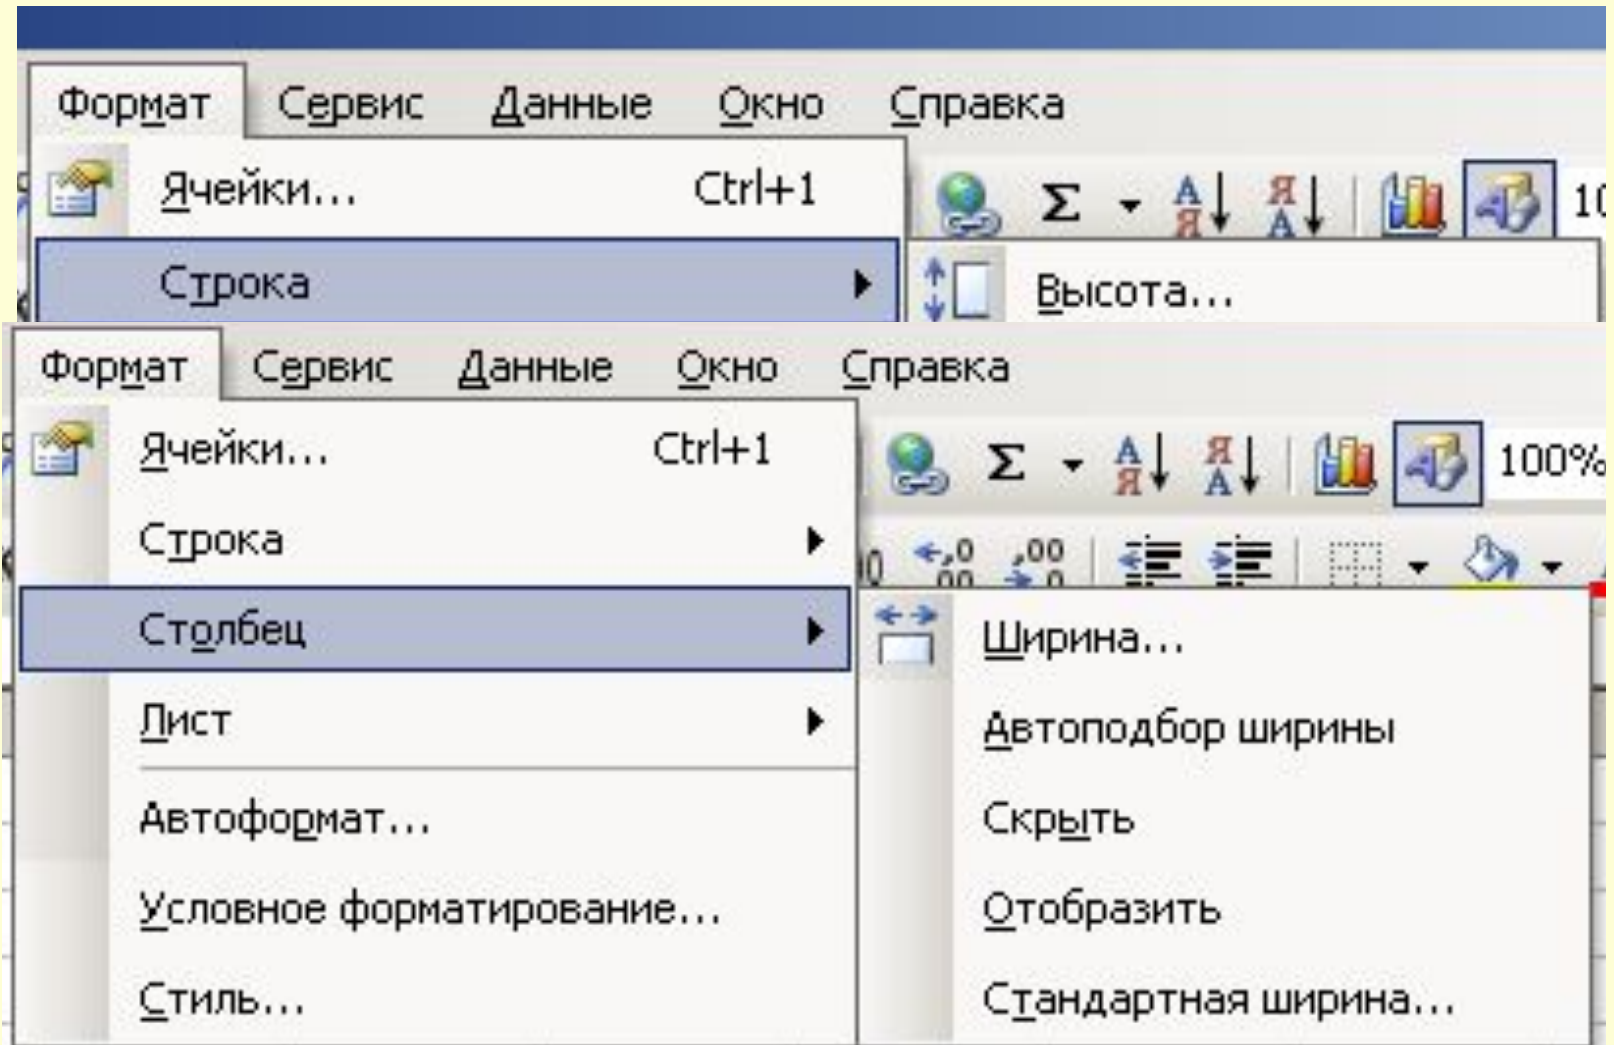 Формат Сервис Данные Окно Справка
Ячейки... Ctrl+1
Строка Высота...
Формат Сервис Данные Окно Справка
Ячейки... Ctrl+1
100%
Строка
Столбец Ширина...
Лист Автоподбор ширины
Автоформат... Скрыть
Условное форматирование... Отобразить
Стиль... Стандартная ширина...